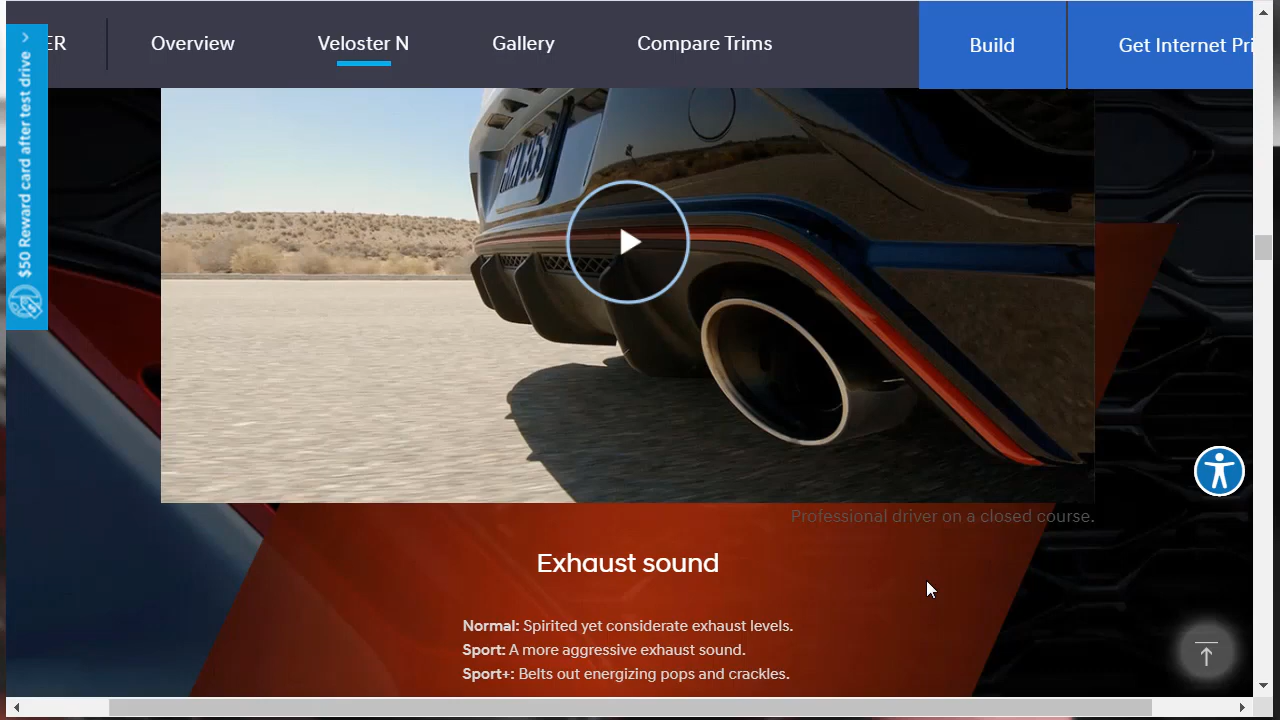 ER
Overview
Veloster N
Gallery
Compare Trims
Build
Get Internet Pri
$50 Reward card after test drive
Professional driver on a closed course.
Exhaust sound
Normal: Spirited yet considerate exhaust levels.
Sport: A more aggressive exhaust sound.
Sport+: Belts out energizing pops and crackles.